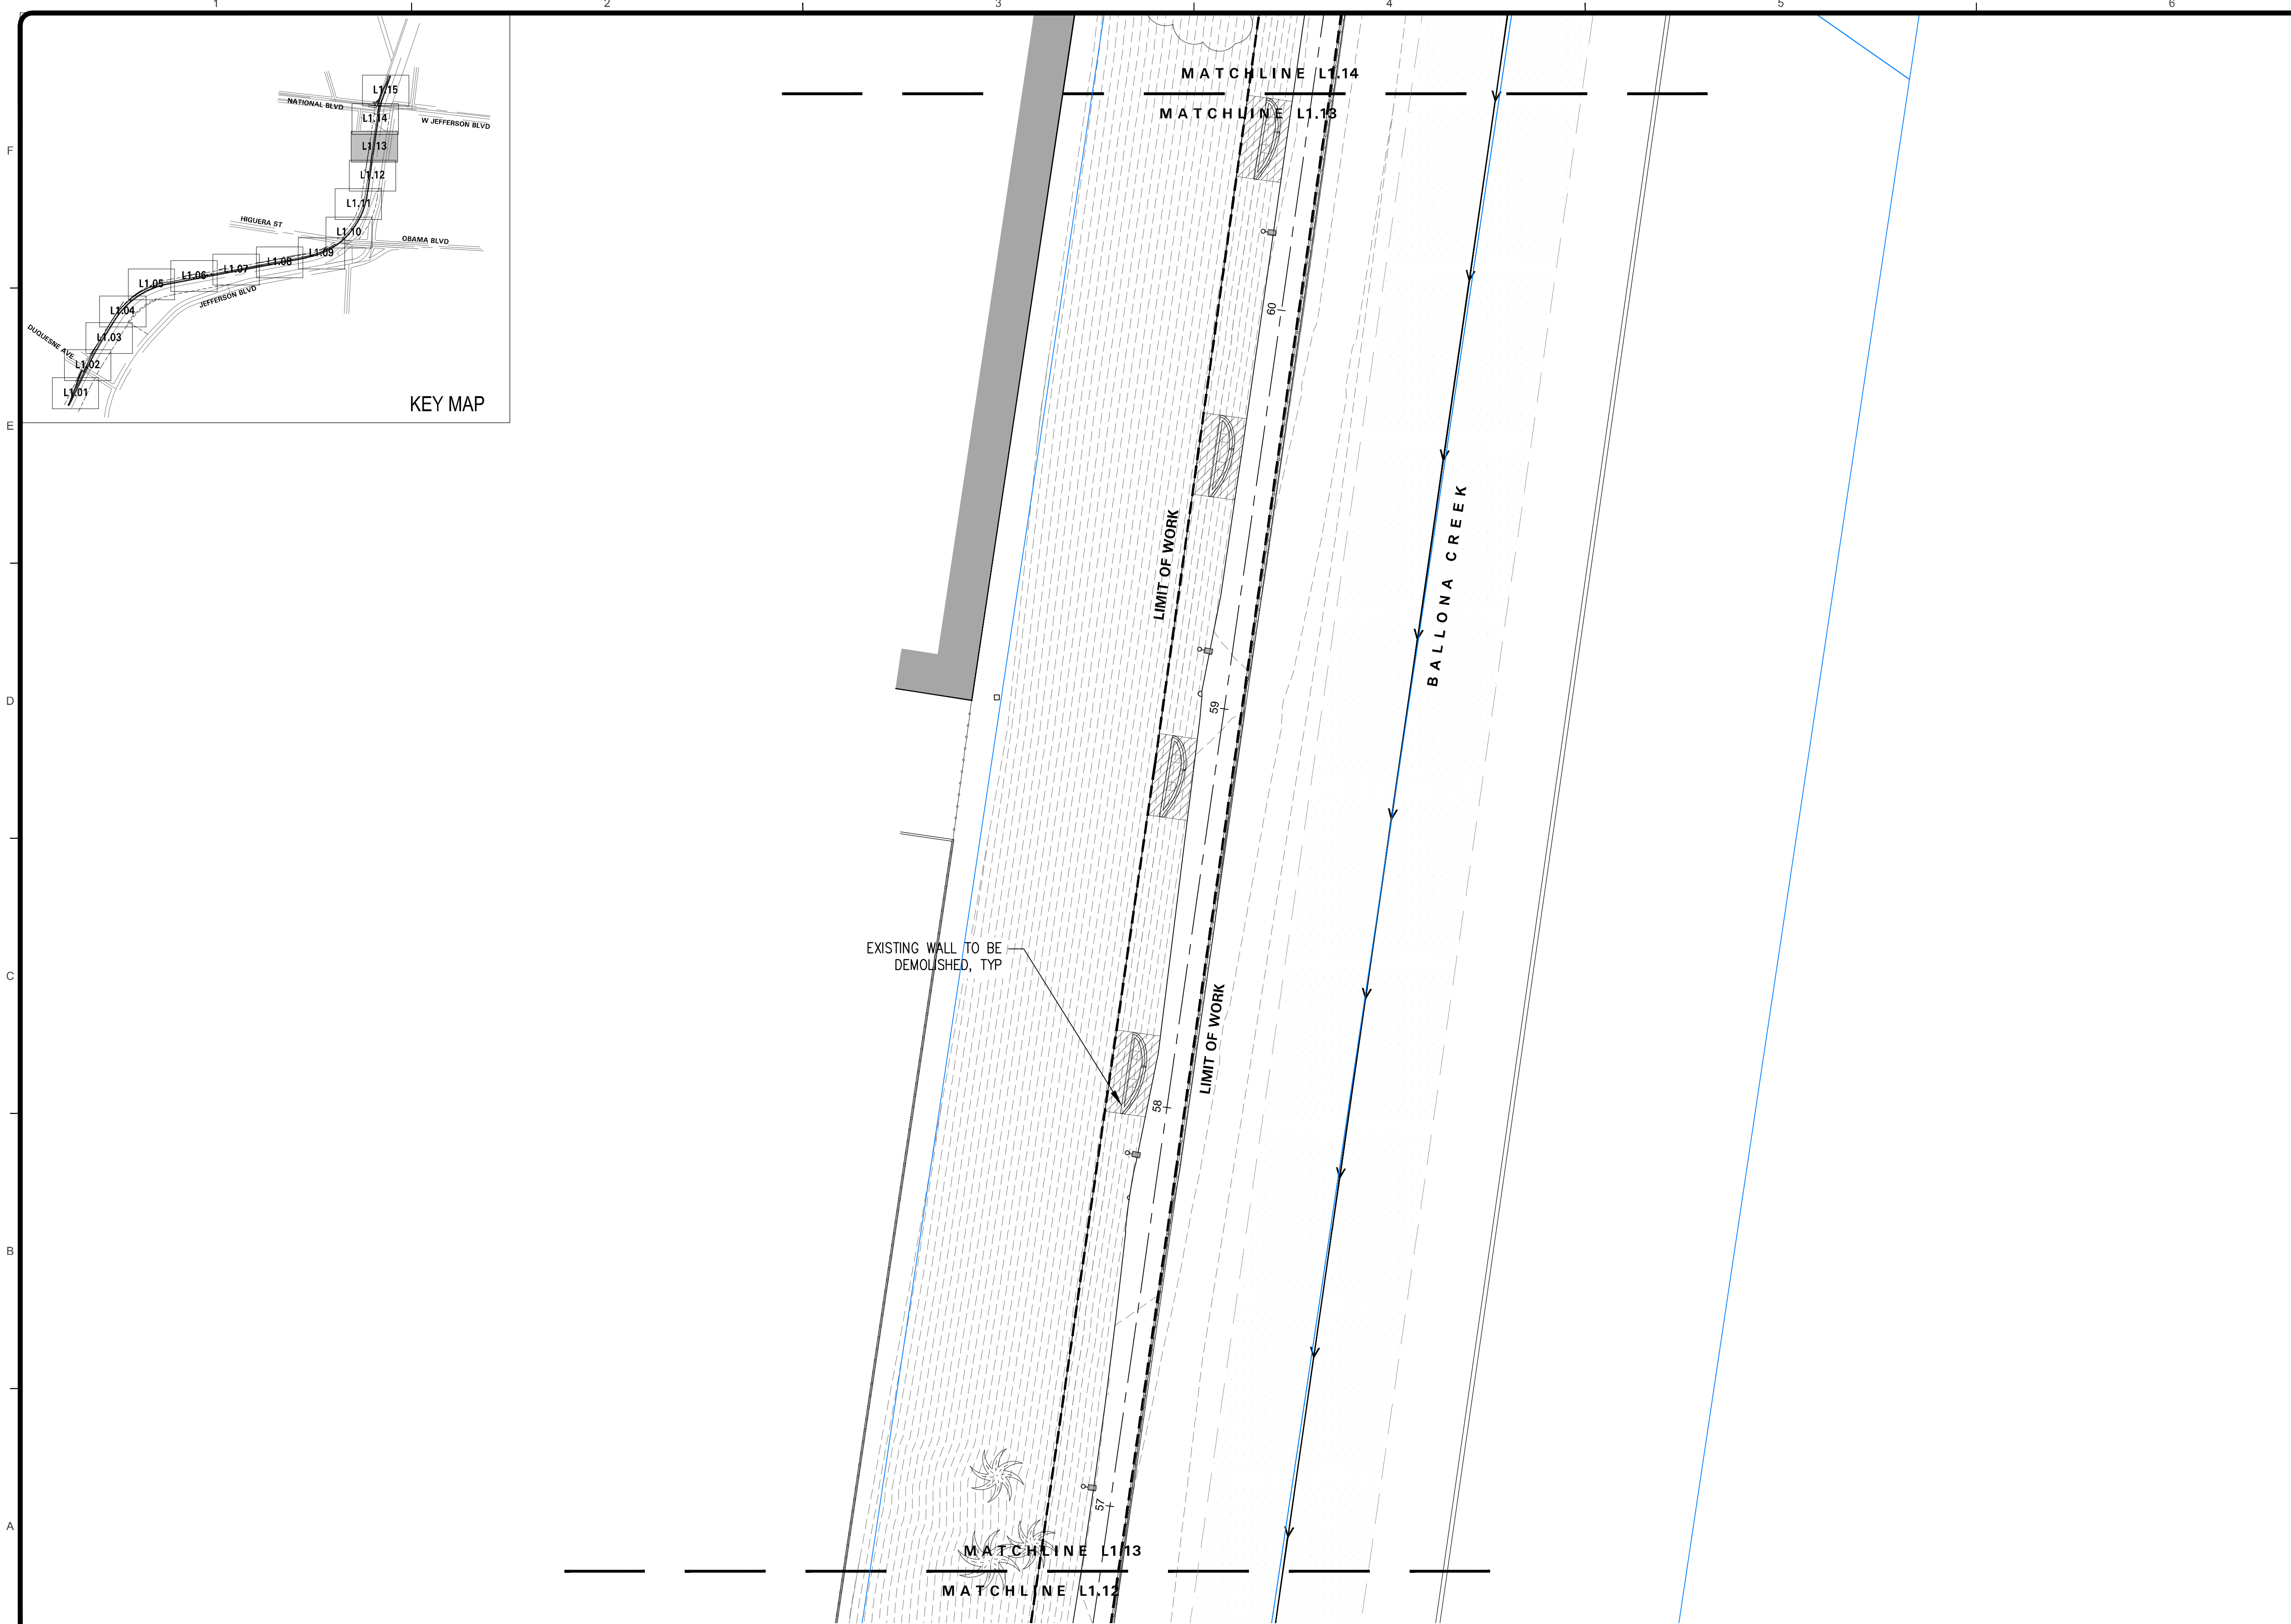 1 2 3 4 5 6
F
E
D
C
B
A
L1.15
NATIONAL BLVD
L1.14
W JEFFERSON BLVD
L1.13
L1.12
L1.11
HIGUERA ST
L1.10
OBAMA BLVD
L1.09
L1.08
L1.07
L1.06
L1.05
JEFFERSON BLVD
L1.04
DUQUESNE AVE
L1.03
L1.02
L1.01
KEY MAP
MATCHLINE L1.14
MATCHLINE L1.13
60
LIMIT OF WORK
BALLONA CREEK
59
EXISTING WALL TO BE
DEMOLISHED, TYP
LIMIT OF WORK
58
57
MATCHLINE L1.13
MATCHLINE L1.12